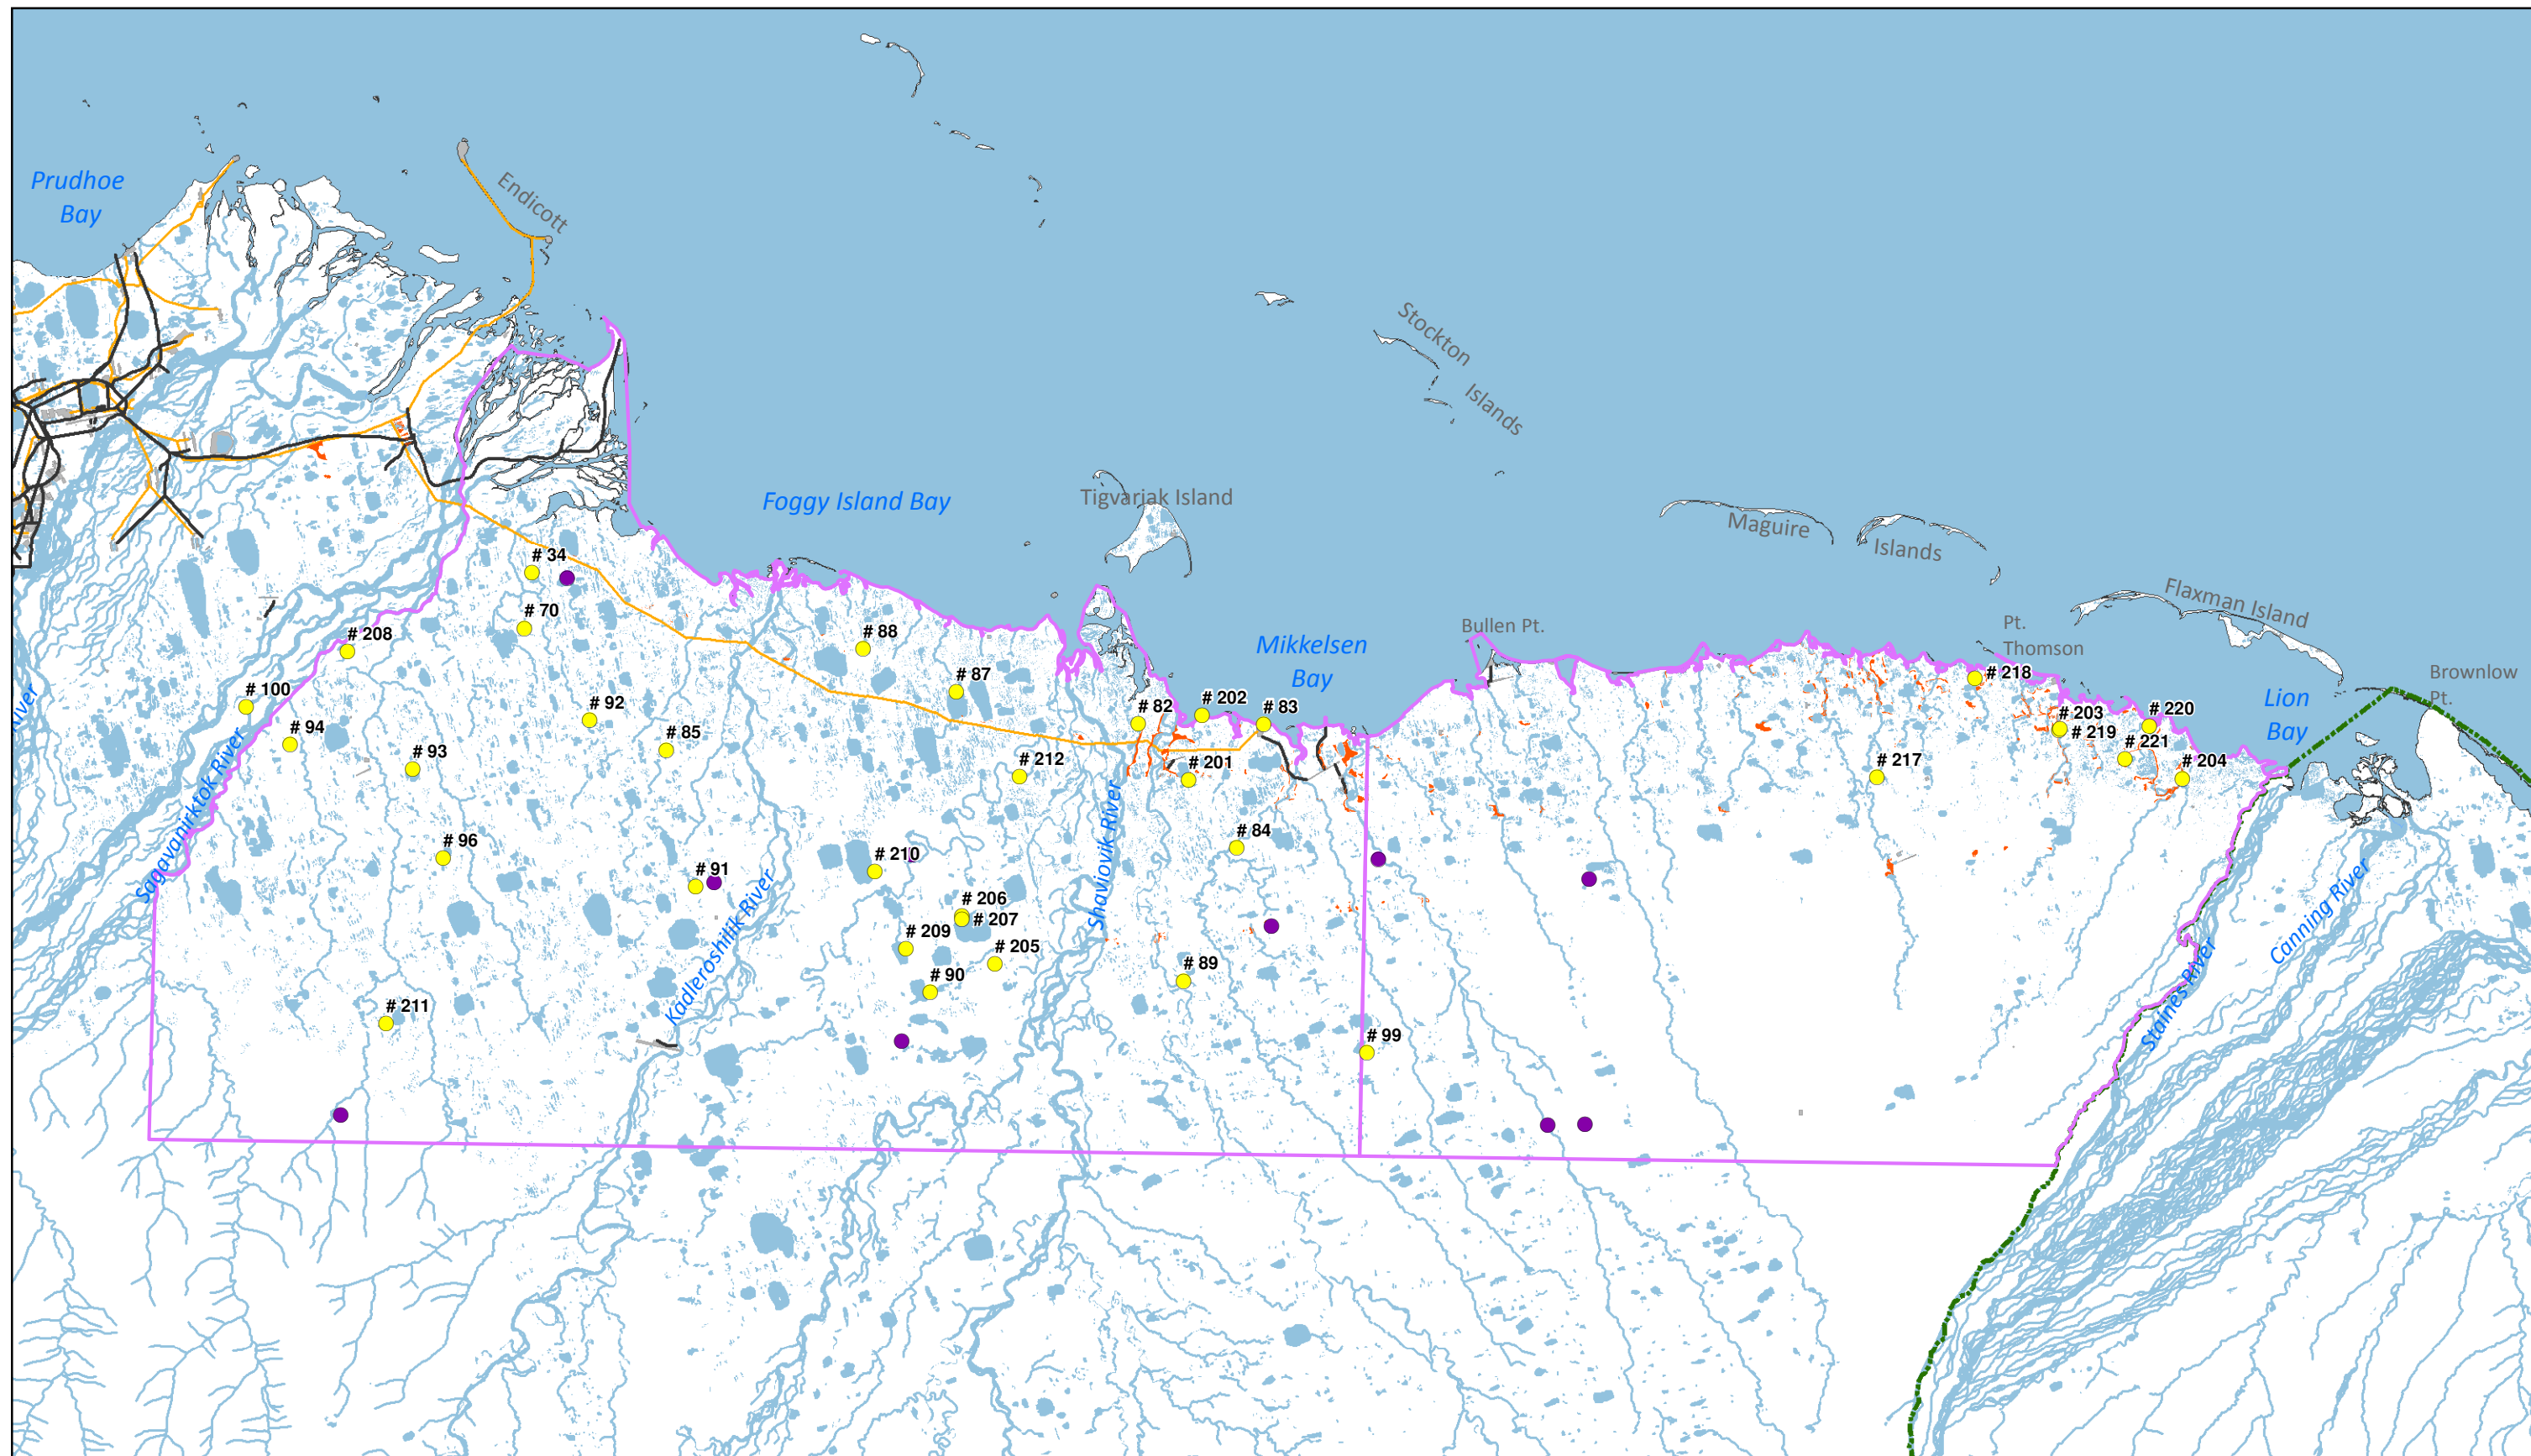 Prudhoe
Bay
Endicott
Stockton
Islands
Foggy Island Bay
Tigvariak Island
Maguire
Islands
# 34
Flaxman Island
# 70
# 208
# 88
Mikkelsen
Bay
Bullen Pt.
Pt.
Thomson
# 218
Brownlow
Pt.
# 100
# 87
# 92
# 202
# 82
# 83
Lion
Bay
# 203
# 220
# 219
# 94
# 85
# 93
# 212
# 201
# 217
# 221
# 204
River
Sagavanirktok River
# 96
# 91
# 210
# 84
Shaviovik River
Kadleroshilik River
# 206
# 207
# 209
# 205
# 90
# 89
Canning River
Staines River
# 211
# 99